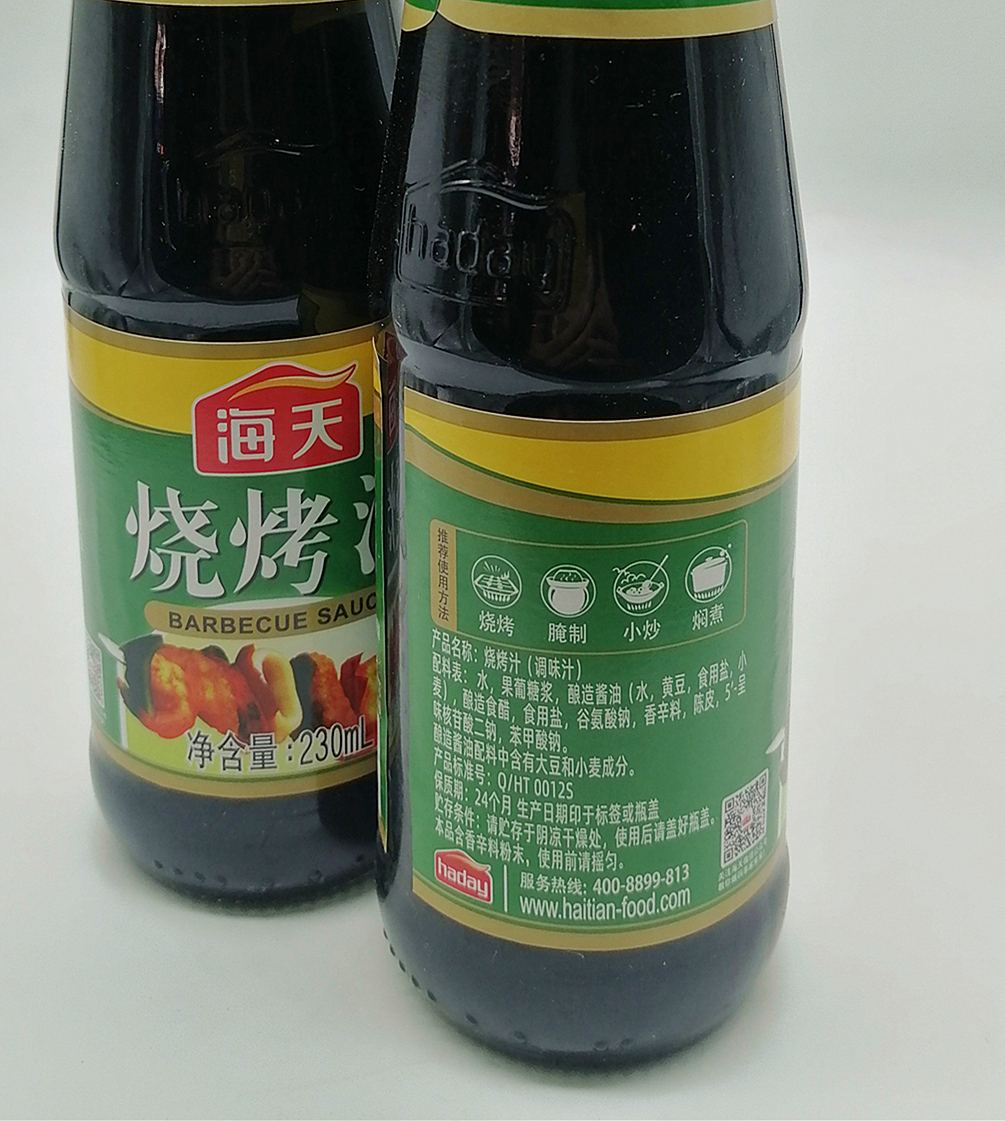 haday
海天
烧烤汁
BARBECUE SAUC
净含量:230mL
haday
推荐使用方法
烧烤 腌制 小炒 焖煮
产品名称:烧烤汁(调味汁)
配料表:水,果葡糖浆,酿造酱油(水,黄豆,食用盐,小
麦),酿造食醋,食用盐,谷氨酸钠,香辛料,陈皮,5'-呈
味核苷酸二钠,苯甲酸钠。
酿造酱油配料中含有大豆和小麦成分。
产品标准号:Q/HT 0012S
保质期:24个月 生产日期印于标签或瓶盖
贮存条件:请贮存于阴凉干燥处,使用后请盖好瓶盖。
本品含香辛料粉末,使用前请摇匀。
haday
服务热线: 400-8899-813
www.haitian-food.com